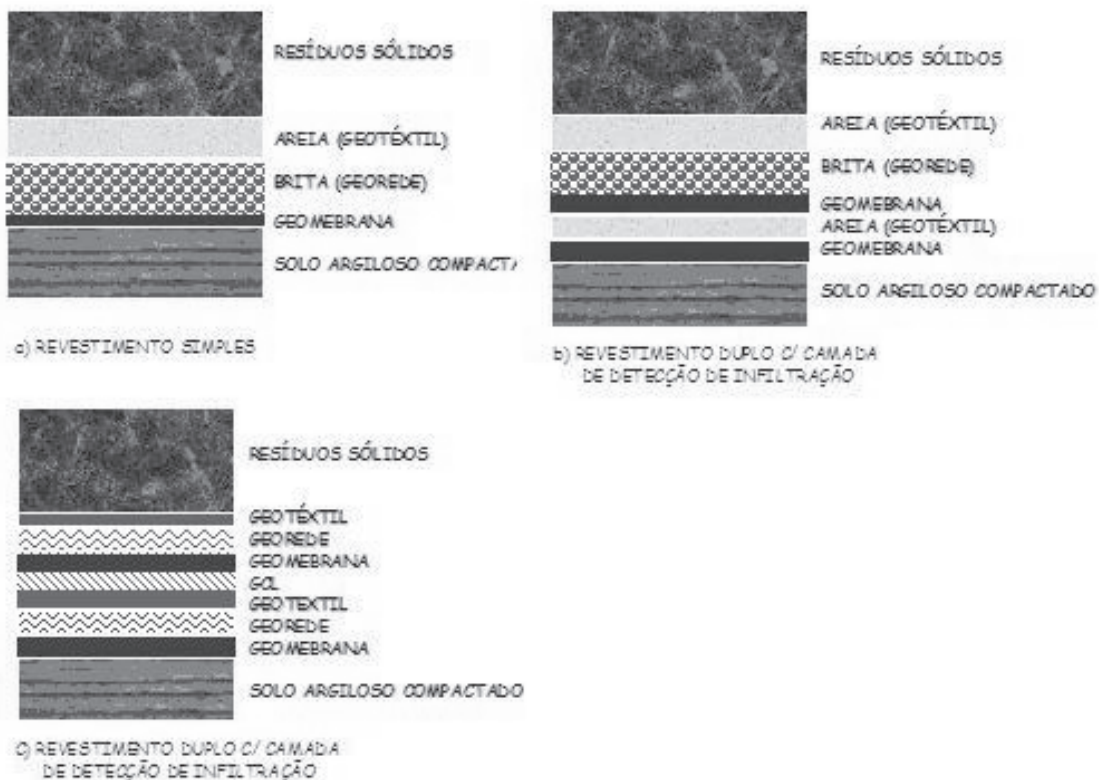 RESÍDUOS SÓLIDOS
AREIA (GEOTÉXTIL)
BRITA (GEOREDE)
GEOMEBRANA
SOLO ARGILOSO COMPACTA
a) REVESTIMENTO SIMPLES
RESÍDUOS SÓLIDOS
AREIA (GEOTÉXTIL)
BRITA (GEOREDE)
GEOMEBRANA
AREIA (GEOTÉXTIL)
GEOMEBRANA
SOLO ARGILOSO COMPACTADO
b) REVESTIMENTO DUPLO C/ CAMADA
DE DETECÇÃO DE INFILTRAÇÃO
RESÍDUOS SÓLIDOS
GEOTÉXTIL
GEOREDE
GEOMEBRANA
GCL
GEOTEXTIL
GEOREDE
GEOMEBRANA
SOLO ARGILOSO COMPACTADO
C) REVESTIMENTO DUPLO C/ CAMADA
DE DETECÇÃO DE INFILTRAÇÃO